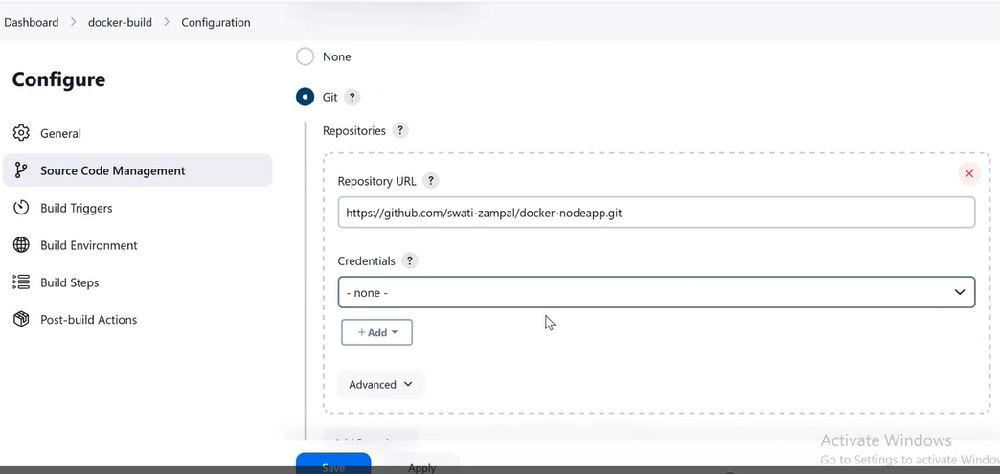 Dashboard > docker-build > Configuration
None
Configure
Git ?
General
Repositories ?
Source Code Management
Repository URL ?
Build Triggers
https://github.com/swati-zampal/docker-nodeapp.git
Build Environment
Credentials ?
Build Steps
- none -
Post-build Actions
+ Add
Advanced
Activate Windows
Go to Settings to activate Window
Save
Apply